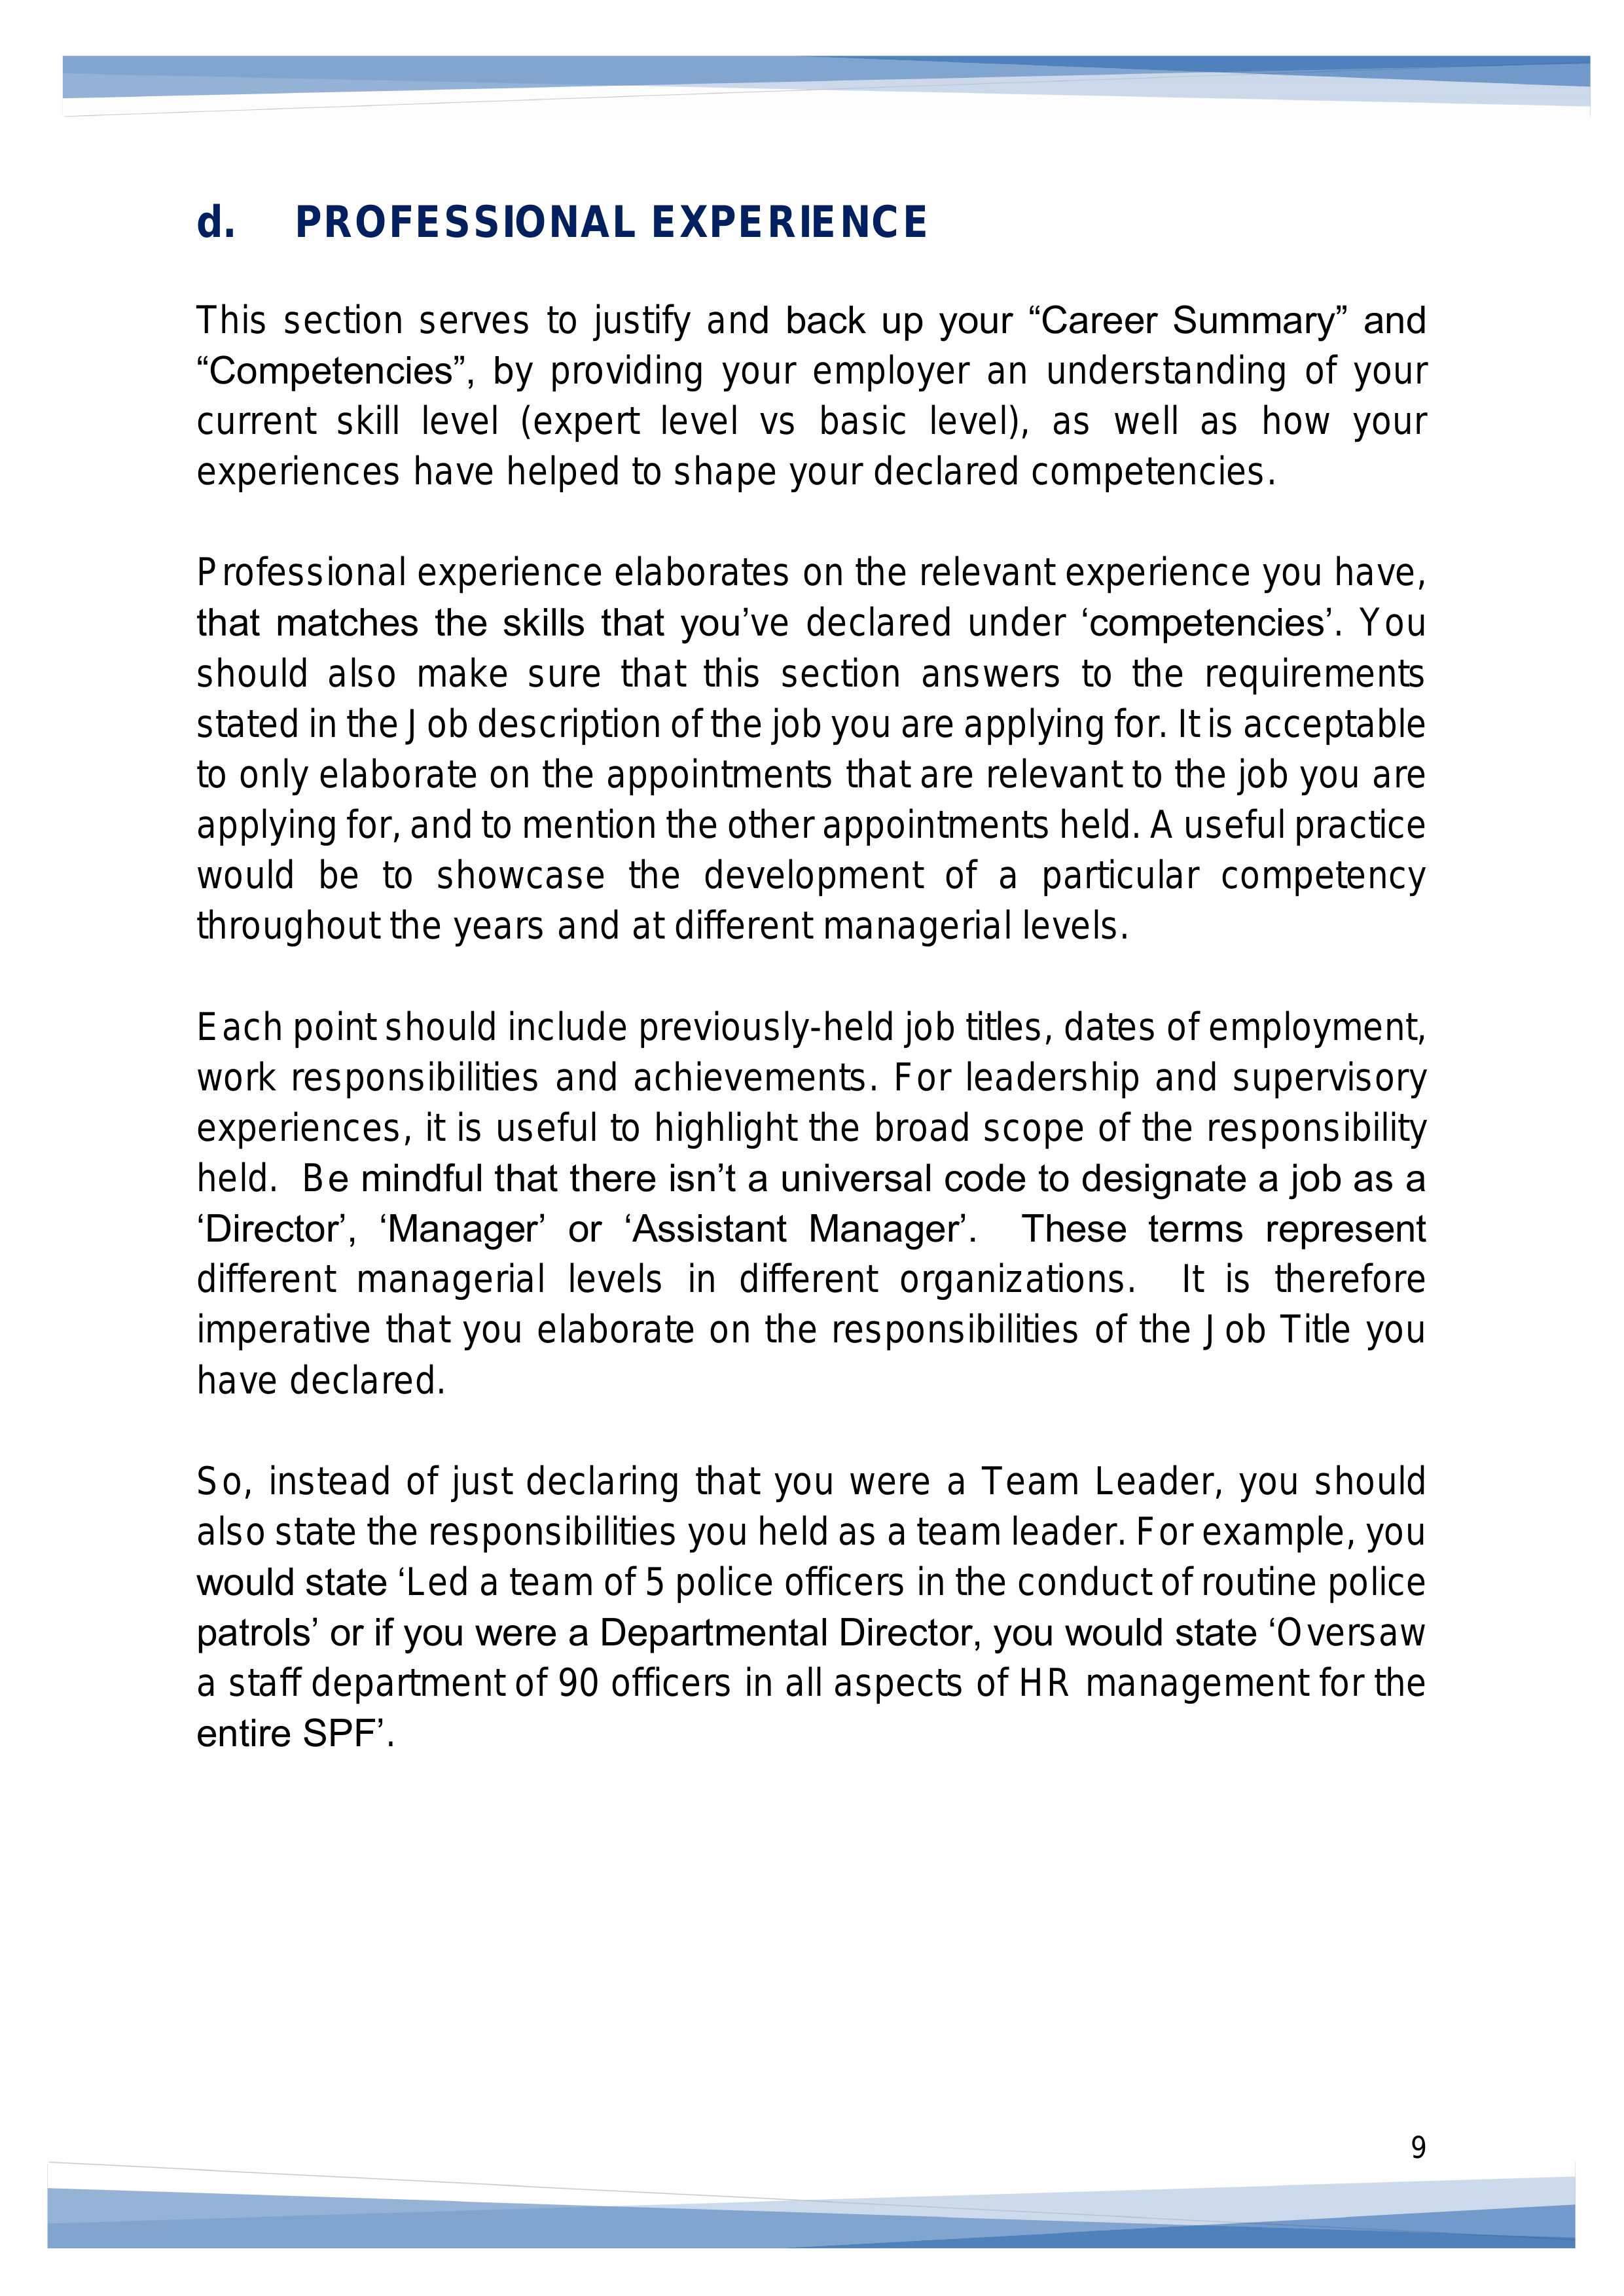 d. PROFESSIONAL EXPERIENCE
This section serves to justify and back up your “Career Summary” and
“Competencies”, by providing your employer an understanding of your
current skill level (expert level vs basic level), as well as how your
experiences have helped to shape your declared competencies.
Professional experience elaborates on the relevant experience you have,
that matches the skills that you’ve declared under ‘competencies’. You
should also make sure that this section answers to the requirements
stated in the Job description of the job you are applying for. It is acceptable
to only elaborate on the appointments that are relevant to the job you are
applying for, and to mention the other appointments held. A useful practice
would be to showcase the development of a particular competency
throughout the years and at different managerial levels.
Each point should include previously-held job titles, dates of employment,
work responsibilities and achievements. For leadership and supervisory
experiences, it is useful to highlight the broad scope of the responsibility
held.  Be mindful that there isn’t a universal code to designate a job as a
‘Director’, ‘Manager’ or ‘Assistant Manager’.  These terms represent
different managerial levels in different organizations.  It is therefore
imperative that you elaborate on the responsibilities of the Job Title you
have declared.
So, instead of just declaring that you were a Team Leader, you should
also state the responsibilities you held as a team leader. For example, you
would state ‘Led a team of 5 police officers in the conduct of routine police
patrols’ or if you were a Departmental Director, you would state ‘Oversaw
a staff department of 90 officers in all aspects of HR management for the
entire SPF’.
9